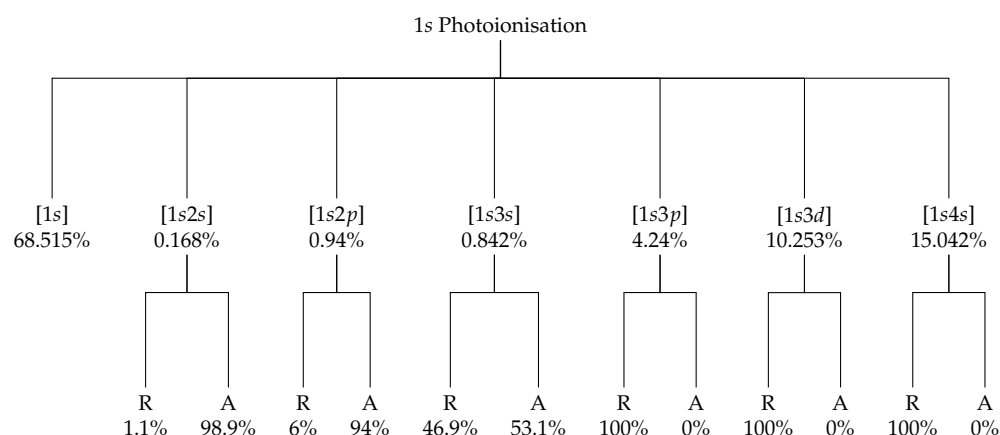 1s Photoionisation
[1s] [1s2s] [1s2p] [1s3s] [1s3p] [1s3d] [1s4s]
68.515% 0.168% 0.94% 0.842% 4.24% 10.253% 15.042%
R A R A R A R A R A R A
1.1% 98.9% 6% 94% 46.9% 53.1% 100% 0% 100% 0% 100% 0%